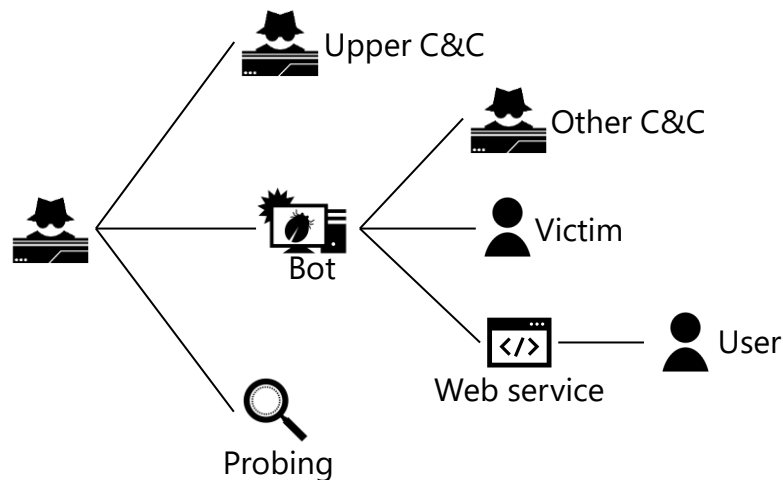 Upper C&C
Other C&C
Bot
Victim
</>
User
Web service
Probing